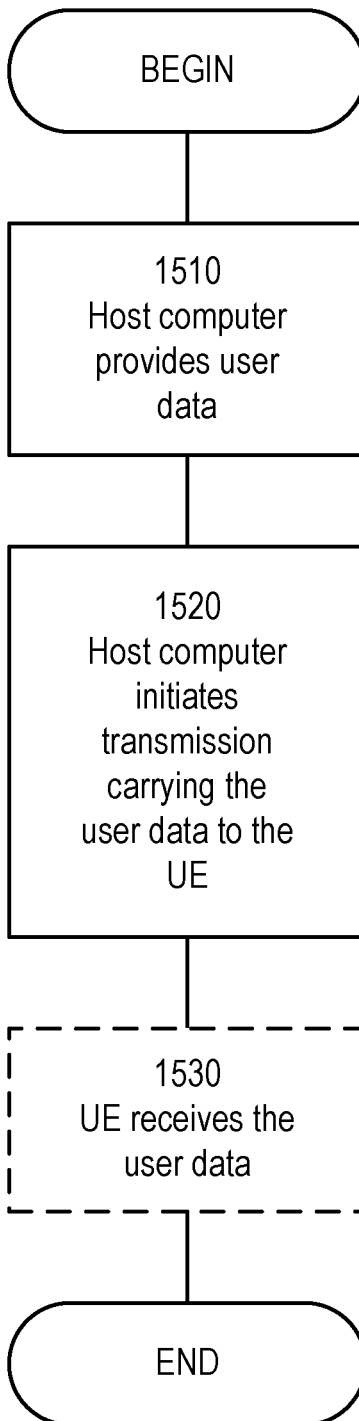 BEGIN
1510
Host computer
provides user
data
1520
Host computer
initiates
transmission
carrying the
user data to the
UE
1530
UE receives the
user data
END